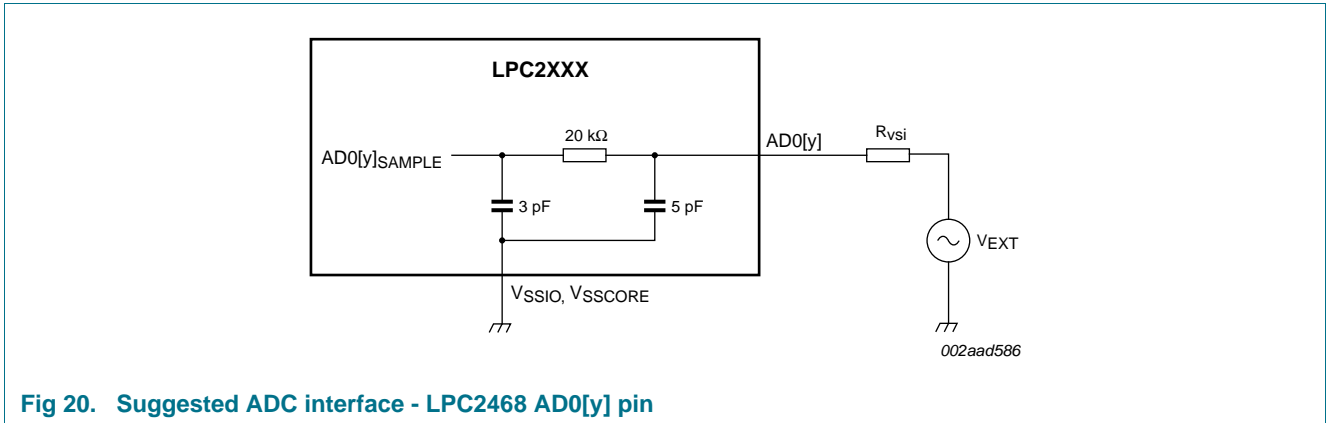 LPC2XXX
20 kΩ
AD0[y]SAMPLE
3 pF
5 pF
AD0[y]
Rvsi
VEXT
VSSIO, VSSCORE
002aad586
Fig 20. Suggested ADC interface - LPC2468 AD0[y] pin